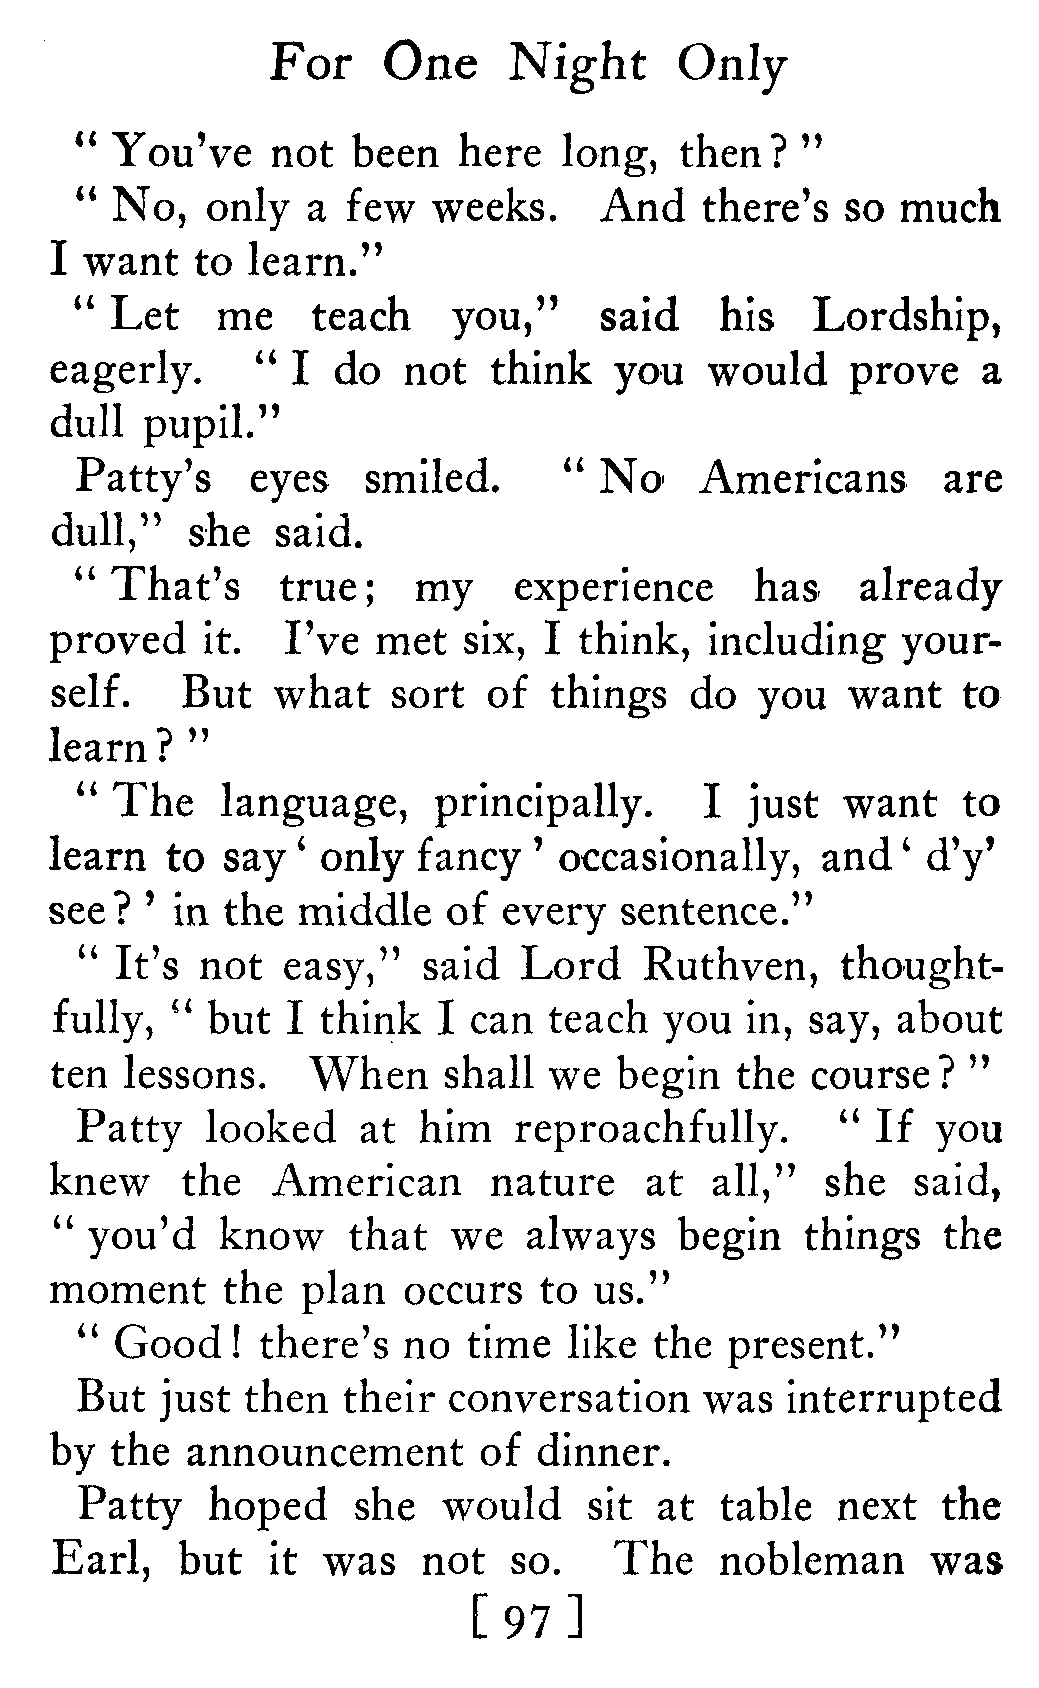 For One Night Only
“ You've not been here long, then? ”
“ No, only a few weeks. And there's so much
I want to learn.”
“ Let me teach you,” said his Lordship,
eagerly. “ I do not think you would prove a
dull pupil.”
Patty's eyes smiled. “ No Americans are
dull,” she said.
“ That's true; my experience has already
proved it. I've met six, I think, including your-
self. But what sort of things do you want to
learn? ”
“ The language, principally. I just want to
learn to say ‘ only fancy ’ occasionally, and ‘ d'y'
see? ’ in the middle of every sentence.”
“ It's not easy,” said Lord Ruthven, thought-
fully, “ but I think I can teach you in, say, about
ten lessons. When shall we begin the course? ”
Patty looked at him reproachfully. “ If you
knew the American nature at all,” she said,
“ you'd know that we always begin things the
moment the plan occurs to us.”
“ Good! there's no time like the present.”
But just then their conversation was interrupted
by the announcement of dinner.
Patty hoped she would sit at table next the
Earl, but it was not so. The nobleman was
[ 97 ]